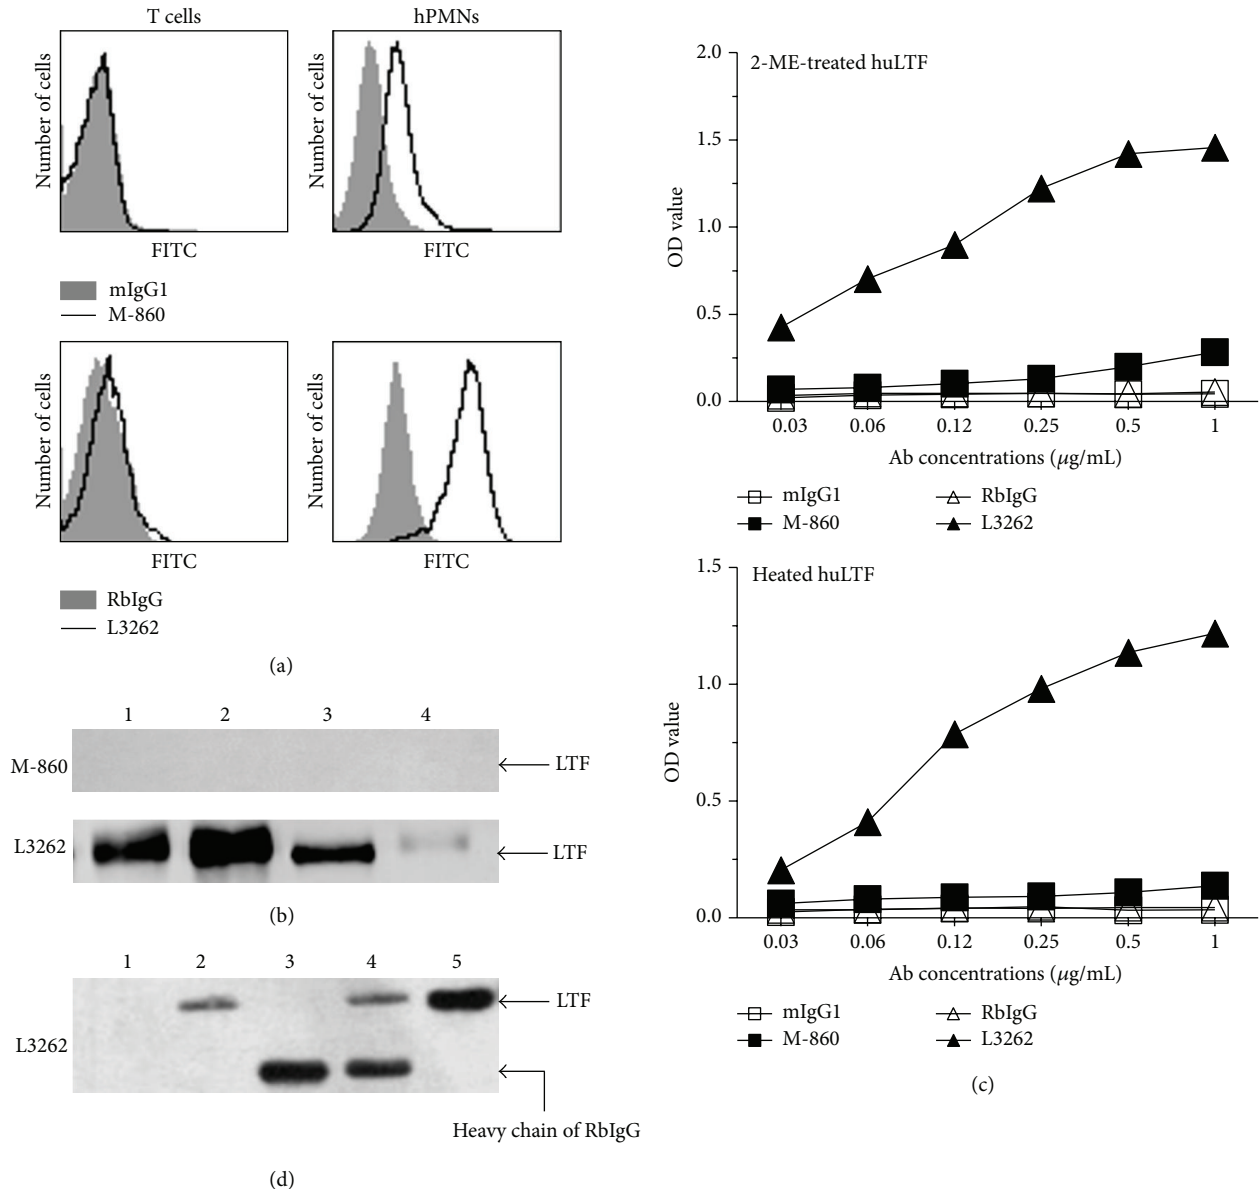 T cells
hPMNs
Number of cells
FITC
Number of cells
FITC
mIgG1
M-860
Number of cells
FITC
Number of cells
FITC
RbIgG
L3262
(a)
1 2 3 4
M-860
LTF
L3262
LTF
(b)
1 2 3 4 5
L3262
LTF
Heavy chain of RbIgG
(d)
2-ME-treated huLTF
OD value
2.0
1.5
1.0
0.5
0.0
0.03 0.06 0.12 0.25 0.5 1
Ab concentrations (μg/mL)
mIgG1 RbIgG
M-860 L3262
Heated huLTF
OD value
1.5
1.0
0.5
0.0
0.03 0.06 0.12 0.25 0.5 1
Ab concentrations (μg/mL)
mIgG1 RbIgG
M-860 L3262
(c)